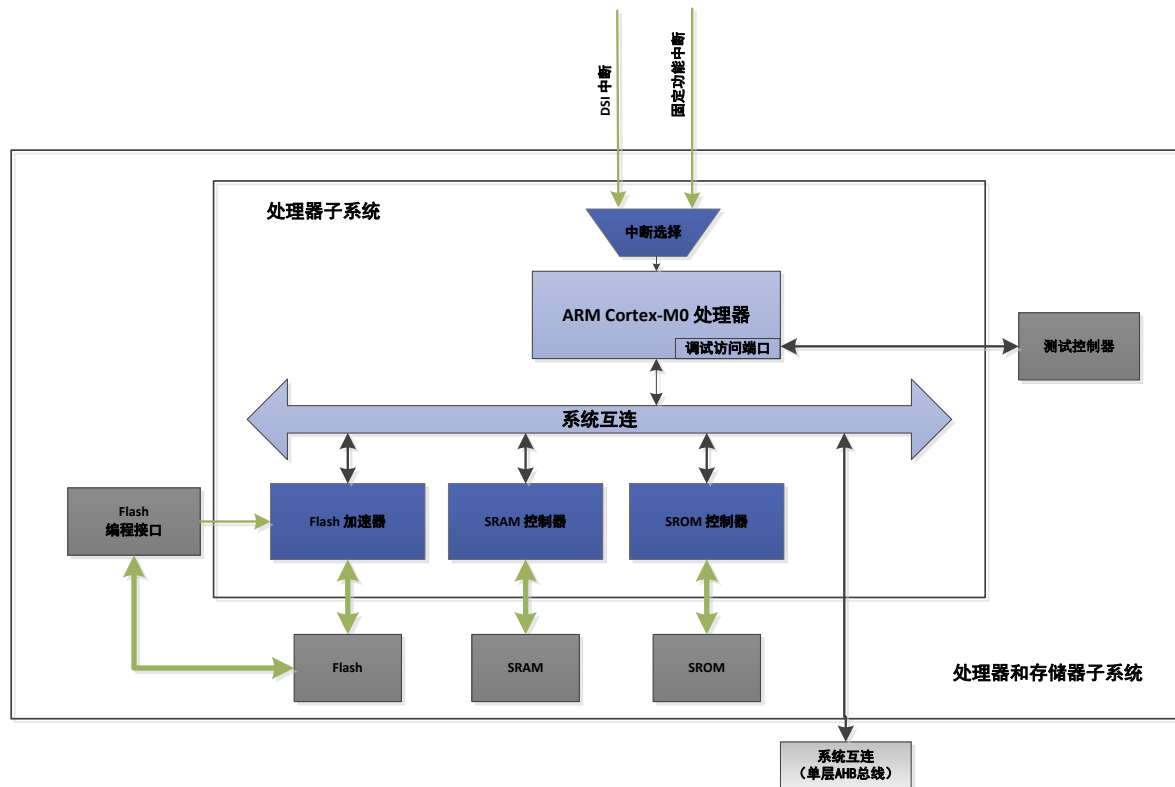 DSI 中断
固定功能中断
处理器子系统
中断选择
ARM Cortex-M0 处理器
调试访问端口
测试控制器
系统互连
Flash
编程接口
Flash 加速器
SRAM 控制器
SROM 控制器
Flash
SRAM
SROM
处理器和存储器子系统
系统互连
（单层AHB总线）